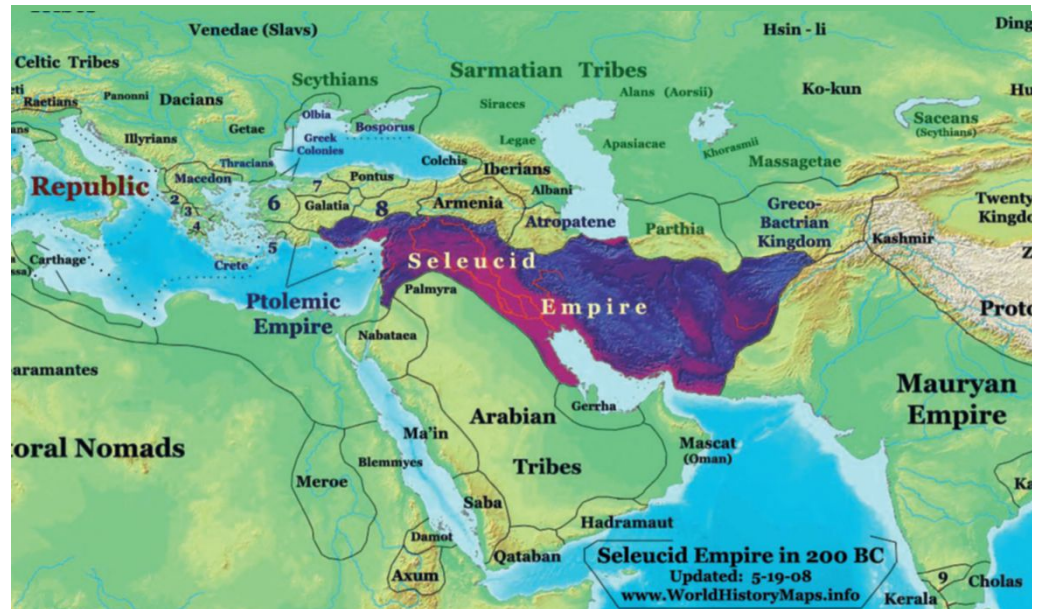 Venedae (Slavs)
Hsin - li
Ding
Celtic Tribes
Scythians
Sarmatian Tribes
Raetians
Panonni
Dacians
Siraces
Alans (Aorsii)
Ko-kun
Hu
Olbia
Bosporus
Saceans
(Scythians)
Illyrians
Getae
Greek
Colonies
Legae
Apasiacae
Khorasmii
Thracians
Colchis
Iberians
Massagetae
Republic
Macedon
7
Pontus
Albani
Twenty
Kingdo
2
3
4
6
Galatia
8
Armenia
Atropatene
Parthia
Greco-
Bactrian
Kingdom
Kashmir
5
Carthage
Crete
Seleucid
Empire
Z
Palmyra
Ptolemic
Empire
Proto
Nabataea
aramantes
Mauryan
Empire
Gerrha
Arabian
Tribes
Ma'in
Mascat
(Oman)
toral Nomads
Blemmyes
Meroe
Saba
Ka
Hadramaut
Damot
Qataban
Axum
Seleucid Empire in 200 BC
Updated: 5-19-08
www.WorldHistoryMaps.info
9
Cholas
Kerala